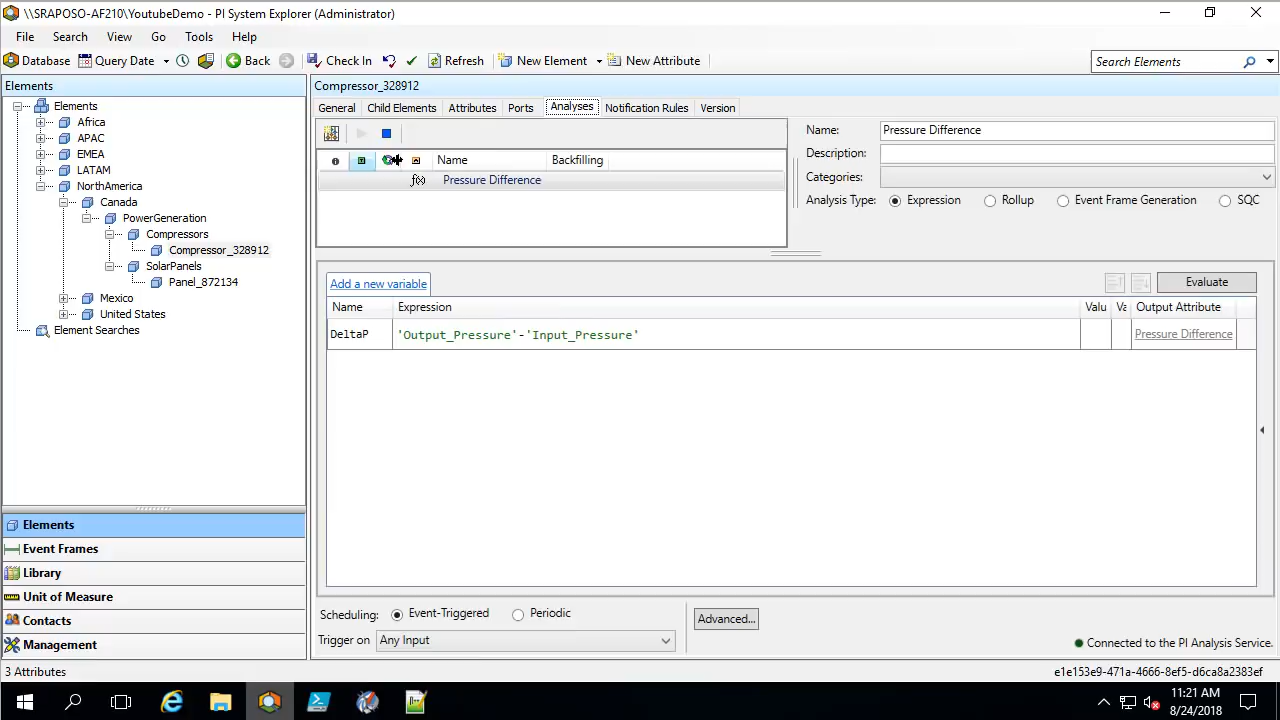 \\SRAPOSO-AF210\YoutubeDemo - PI System Explorer (Administrator)
File Search View Go Tools Help
Database Query Date Back Check In Refresh New Element New Attribute Search Elements
Elements
Elements
Africa
APAC
EMEA
LATAM
NorthAmerica
Canada
PowerGeneration
Compressors
Compressor_328912
SolarPanels
Panel_872134
Mexico
United States
Element Searches
Elements
Event Frames
Library
Unit of Measure
Contacts
Management
Compressor_328912
General Child Elements Attributes Ports Analyses Notification Rules Version
Name Backfilling
f(x) Pressure Difference
Name: Pressure Difference
Description:
Categories:
Analysis Type: Expression Rollup Event Frame Generation SQC
Add a new variable Evaluate
Name Expression Valu Va Output Attribute
DeltaP 'Output_Pressure'-'Input_Pressure' Pressure Difference
Scheduling: Event-Triggered Periodic Advanced...
Trigger on Any Input
Connected to the PI Analysis Service.
3 Attributes e1e153e9-471a-4666-8ef5-d6ca8a2383ef
11:21 AM
8/24/2018